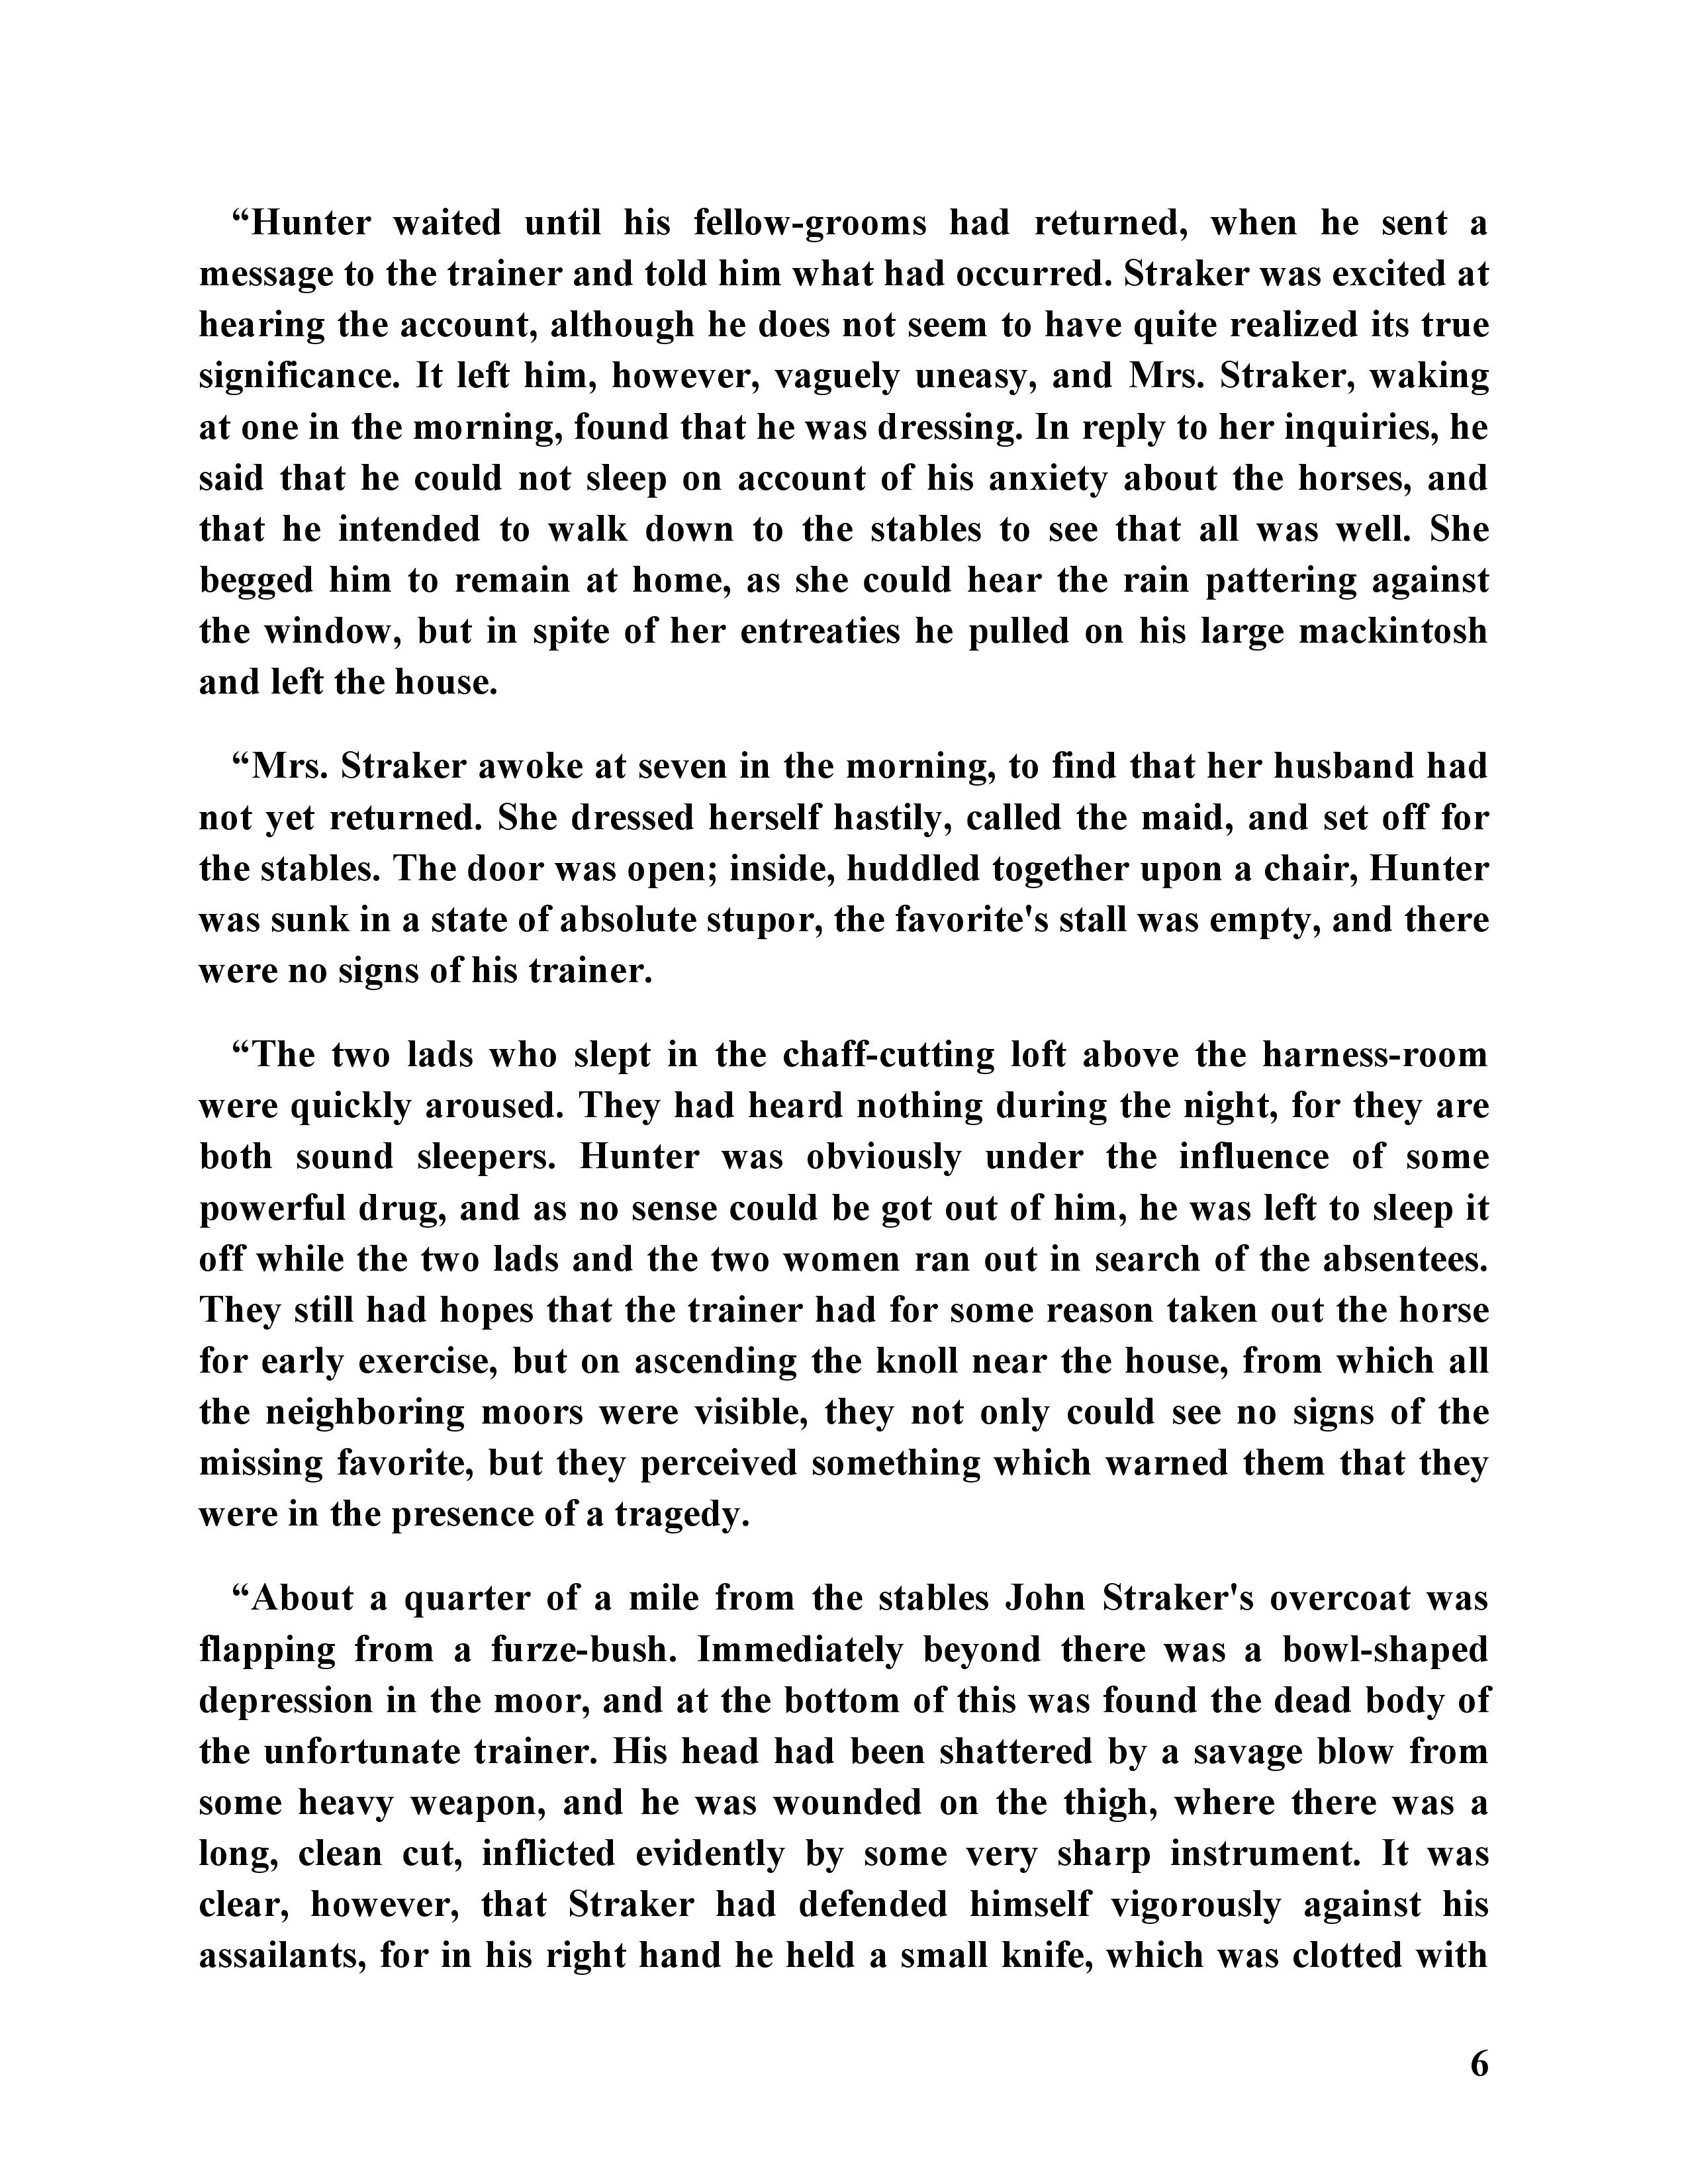 “Hunter waited until his fellow-grooms had returned, when he sent a
message to the trainer and told him what had occurred. Straker was excited at
hearing the account, although he does not seem to have quite realized its true
significance. It left him, however, vaguely uneasy, and Mrs. Straker, waking
at one in the morning, found that he was dressing. In reply to her inquiries, he
said that he could not sleep on account of his anxiety about the horses, and
that he intended to walk down to the stables to see that all was well. She
begged him to remain at home, as she could hear the rain pattering against
the window, but in spite of her entreaties he pulled on his large mackintosh
and left the house.
“Mrs. Straker awoke at seven in the morning, to find that her husband had
not yet returned. She dressed herself hastily, called the maid, and set off for
the stables. The door was open; inside, huddled together upon a chair, Hunter
was sunk in a state of absolute stupor, the favorite's stall was empty, and there
were no signs of his trainer.
“The two lads who slept in the chaff-cutting loft above the harness-room
were quickly aroused. They had heard nothing during the night, for they are
both sound sleepers. Hunter was obviously under the influence of some
powerful drug, and as no sense could be got out of him, he was left to sleep it
off while the two lads and the two women ran out in search of the absentees.
They still had hopes that the trainer had for some reason taken out the horse
for early exercise, but on ascending the knoll near the house, from which all
the neighboring moors were visible, they not only could see no signs of the
missing favorite, but they perceived something which warned them that they
were in the presence of a tragedy.
“About a quarter of a mile from the stables John Straker's overcoat was
flapping from a furze-bush. Immediately beyond there was a bowl-shaped
depression in the moor, and at the bottom of this was found the dead body of
the unfortunate trainer. His head had been shattered by a savage blow from
some heavy weapon, and he was wounded on the thigh, where there was a
long, clean cut, inflicted evidently by some very sharp instrument. It was
clear, however, that Straker had defended himself vigorously against his
assailants, for in his right hand he held a small knife, which was clotted with
6